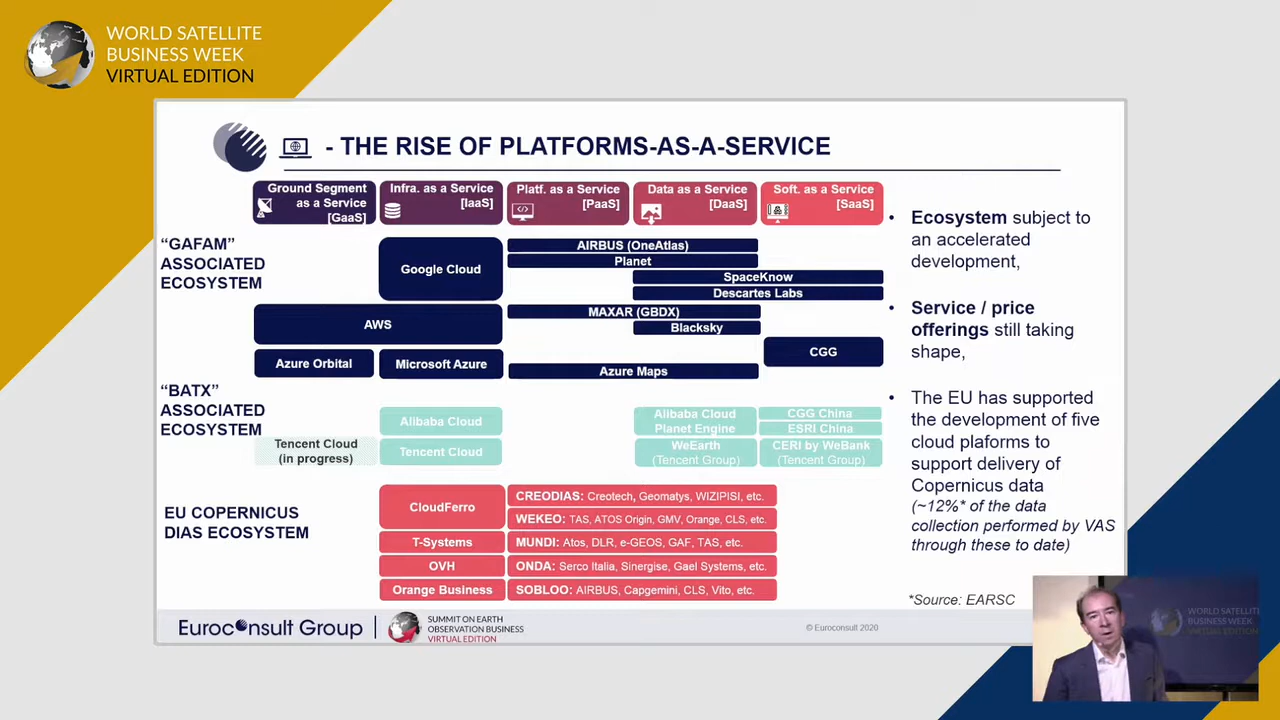 WORLD SATELLITE
BUSINESS WEEK
VIRTUAL EDITION
- THE RISE OF PLATFORMS-AS-A-SERVICE
Ground Segment
as a Service
[GaaS]
Infra. as a Service
[IaaS]
Platf. as a Service
[PaaS]
Data as a Service
[DaaS]
Soft. as a Service
[SaaS]
“GAFAM”
ASSOCIATED
ECOSYSTEM
Google Cloud
AIRBUS (OneAtlas)
Planet
SpaceKnow
Descartes Labs
AWS
MAXAR (GBDX)
Blacksky
CGG
Azure Orbital
Microsoft Azure
Azure Maps
“BATX”
ASSOCIATED
ECOSYSTEM
Alibaba Cloud
Alibaba Cloud
Planet Engine
CGG China
ESRI China
Tencent Cloud
(in progress)
Tencent Cloud
WeEarth
(Tencent Group)
CERI by WeBank
(Tencent Group)
EU COPERNICUS
DIAS ECOSYSTEM
CloudFerro
CREODIAS: Creotech, Geomatys, WIZIPISI, etc.
WEKEO: TAS, ATOS Origin, GMV, Orange, CLS, etc.
T-Systems
MUNDI: Atos, DLR, e-GEOS, GAF, TAS, etc.
OVH
ONDA: Serco Italia, Sinergise, Gael Systems, etc.
Orange Business
SOBLOO: AIRBUS, Capgemini, CLS, Vito, etc.
• Ecosystem subject to
an accelerated
development,
• Service / price
offerings still taking
shape,
• The EU has supported
the development of five
cloud plaforms to
support delivery of
Copernicus data
(~12%* of the data
collection performed by VAS
through these to date)
*Source: EARSC
Euroconsult Group
SUMMIT ON EARTH
OBSERVATION BUSINESS
VIRTUAL EDITION
© Euroconsult 2020
WORLD SATELLITE
BUSINESS WEEK
VIRTUAL EDITION